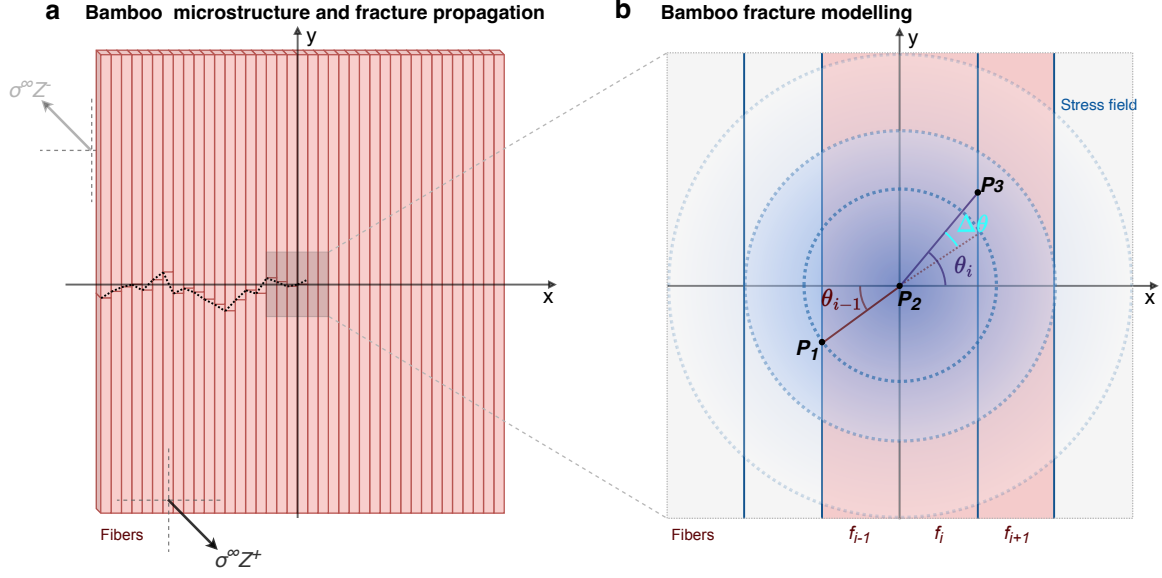 a Bamboo microstructure and fracture propagation
y
σ∞Z-
x
Fibers
σ∞Z+
b Bamboo fracture modelling
y
Stress field
P3
Δθ
θi
x
θi-1
P2
P1
Fibers fi-1 fi fi+1